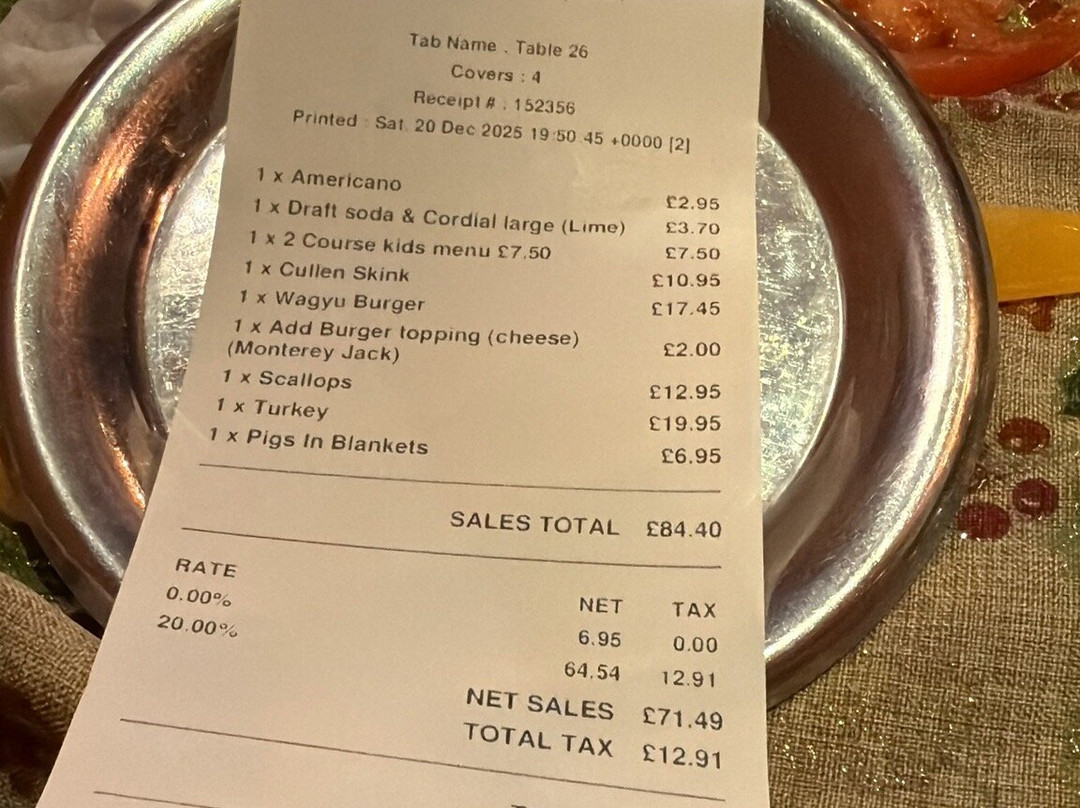 Tab Name . Table 26
Covers : 4
Receipt # . 152356
Printed : Sat, 20 Dec 2025 19:50:45 +0000 [2]
1 x Americano £2.95
1 x Draft soda & Cordial large (Lime) £3.70
1 x 2 Course kids menu £7.50 £7.50
1 x Cullen Skink £10.95
1 x Wagyu Burger £17.45
1 x Add Burger topping (cheese)
(Monterey Jack) £2.00
1 x Scallops £12.95
1 x Turkey £19.95
1 x Pigs In Blankets £6.95
SALES TOTAL £84.40
RATE NET TAX
0.00% 6.95 0.00
20.00% 64.54 12.91
NET SALES £71.49
TOTAL TAX £12.91